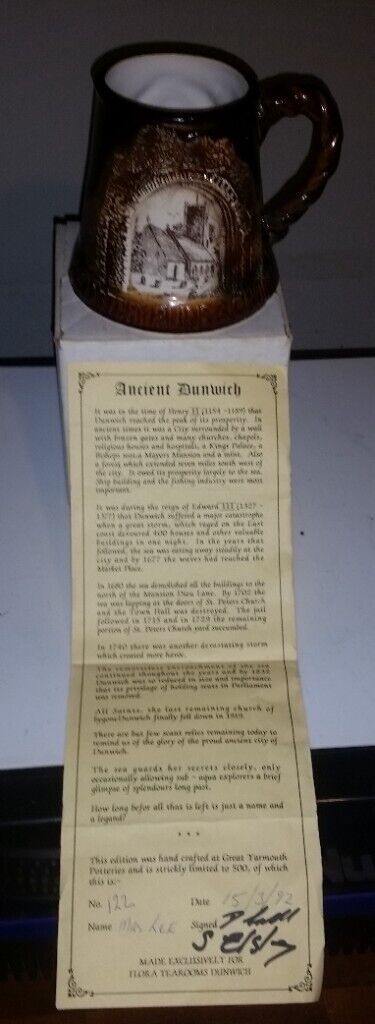 Ancient Dunwich
It was in the time of Henry II (1154 -1189) that
Dunwich reached the peak of its prosperity. In
ancient times it was a City surrounded by a wall
with bronze gates and many churches, chapels,
religious houses and hospitals, a Kings Palace, a
Bishops seat, a Mayors Mansion and a mint. Also
a forest which extended seven miles south west of the
city. It owed its prosperity largely to the sea.
Ship building and the fishing industry were most
important.
It was during the reign of Edward III (1327 -
1377) that Dunwich suffered a major catastrophe
when a great storm, which raged on the East
coast devoured 400 houses and other valuable
buildings in one night. In the years that
followed, the sea was eating away steadily at the
city and by 1677 the waves had reached the
Market Place.
In 1680 the sea demolished all the buildings to the
north of the Maison Dieu Lane. By 1702 the
sea was lapping at the doors of St. Peters Church
and the Town Hall was destroyed. The jail
followed in 1715 and in 1729 the remaining
portion of St. Peters Church yard succumbed.
In 1740 there was another devastating storm
which created more havoc.
The remorseless encroachment of the sea
continued throughout the years and by 1832
Dunwich was so reduced in size and importance
that its privilage of holding seats in Parliament
was removed.
All Saints, the last remaining church of
bygone Dunwich finally fell down in 1919.
There are but few scant relics remaining today to
remind us of the glory of the proud ancient city of
Dunwich.
The sea guards her secrets closely, only
occasionally allowing sub - aqua explorers a brief
glimpse of splendours long past.
How long befor all that is left is just a name and
a legand?
* * *
This edition was hand crafted at Great Yarmouth
Potteries and is strictly limited to 500, of which
this is:-
No. 122 Date 15/3/92
Name Mrs Lee Signed
MADE EXCLUSIVELY FOR
FLORA TEAROOMS DUNWICH